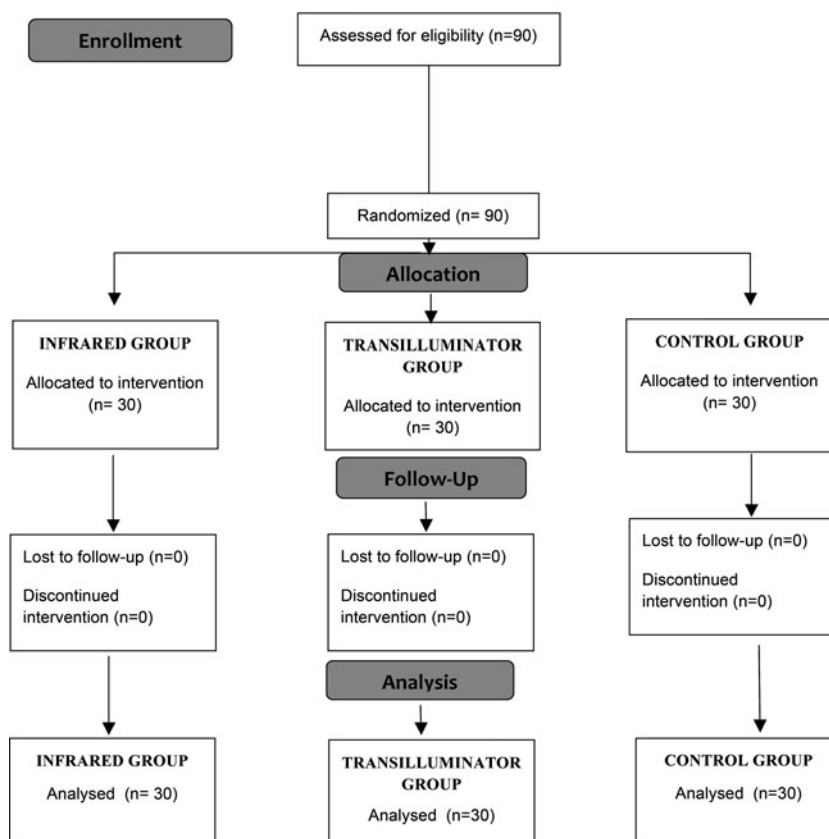 Enrollment
Assessed for eligibility (n=90)
Randomized (n= 90)
Allocation
INFRARED GROUP
Allocated to intervention
(n= 30)
TRANSILLUMINATOR
GROUP
Allocated to intervention
(n= 30)
CONTROL GROUP
Allocated to intervention
(n= 30)
Follow-Up
Lost to follow-up (n=0)
Discontinued
intervention (n=0)
Lost to follow-up (n=0)
Discontinued
intervention (n=0)
Lost to follow-up (n=0)
Discontinued
intervention (n=0)
Analysis
INFRARED GROUP
Analysed (n= 30)
TRANSILLUMINATOR
GROUP
Analysed (n=30)
CONTROL GROUP
Analysed (n=30)